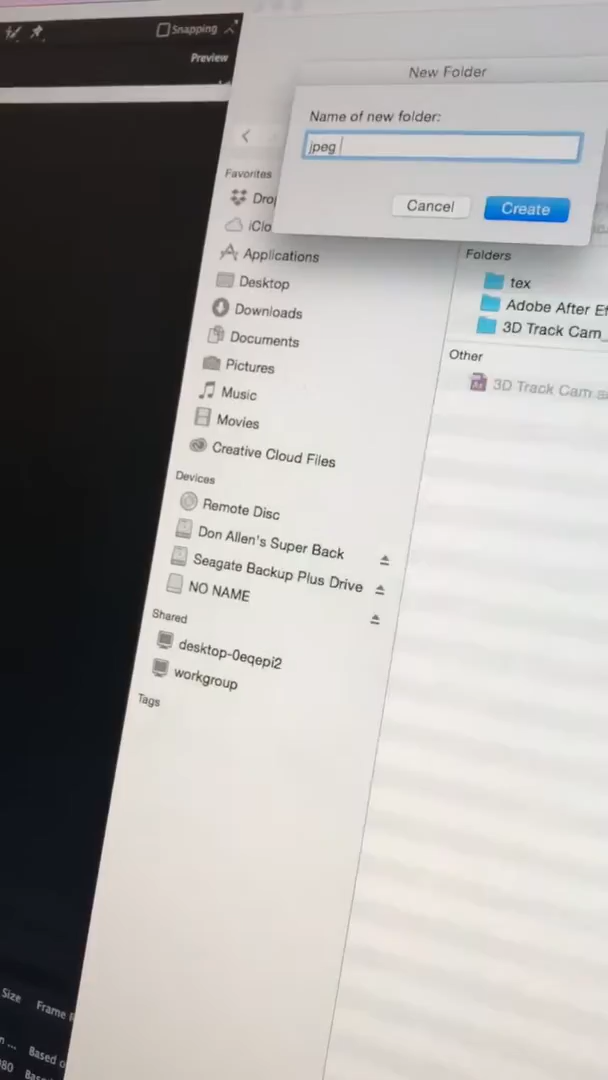 Snapping
Preview
New Folder
Name of new folder:
jpeg
Cancel
Create
Favorites
Applications
Desktop
Downloads
Documents
Pictures
Music
Movies
Creative Cloud Files
Devices
Remote Disc
Don Allen's Super Back
Seagate Backup Plus Drive
NO NAME
Shared
desktop-0eqepi2
workgroup
Tags
Folders
tex
Adobe After Ef
3D Track Cam_
Other
3D Track Cam.a
Size Frame
Based o